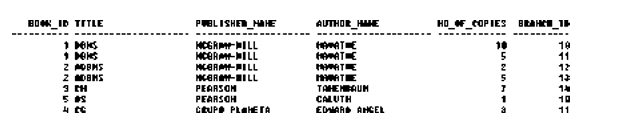 BOOK_ID TITLE PUBLISHER_NAME AUTHOR_NAME NO_OF_COPIES BRANCH_ID
1 DBMS MCGRAW-HILL NAVATHE 10 10
1 DBMS MCGRAW-HILL NAVATHE 5 11
2 ADBMS MCGRAW-HILL NAVATHE 2 12
2 ADBMS MCGRAW-HILL NAVATHE 5 13
3 CN PEARSON TANENBAUM 7 14
5 OS PEARSON GALUTH 1 10
4 CG GRUPO PLANETA EDWARD ANGEL 3 11